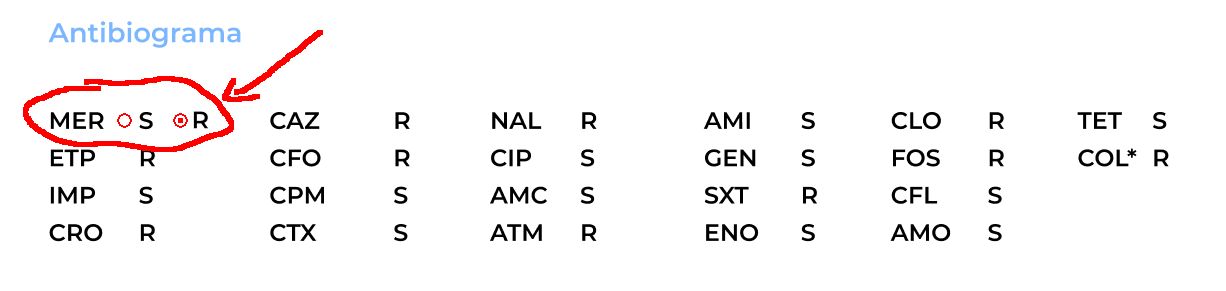 Antibiograma
MER S R CAZ R NAL R AMI S CLO R TET S
ETP R CFO R CIP S GEN S FOS R COL* R
IMP S CPM S AMC S SXT R CFL S
CRO R CTX S ATM R ENO S AMO S